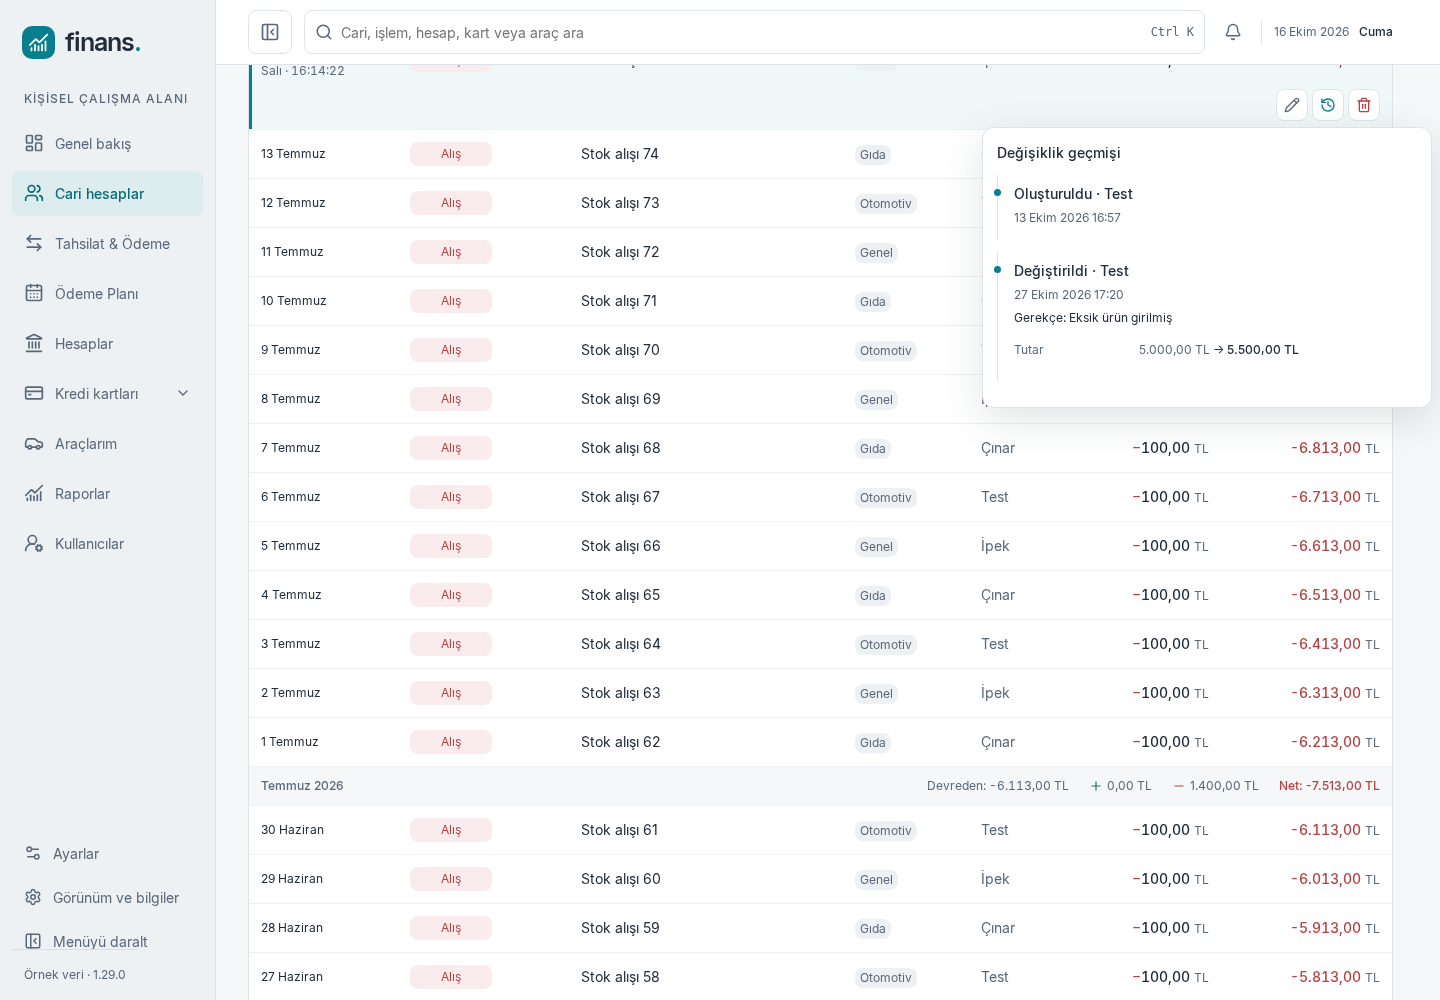 finans.
Cari, işlem, hesap, kart veya araç ara Ctrl K 16 Ekim 2026 Cuma
KİŞİSEL ÇALIŞMA ALANI
Genel bakış
Cari hesaplar
Tahsilat & Ödeme
Ödeme Planı
Hesaplar
Kredi kartları
Araçlarım
Raporlar
Kullanıcılar
Ayarlar
Görünüm ve bilgiler
Menüyü daralt
Örnek veri · 1.29.0
Salı · 16:14:22
13 Temmuz Alış Stok alışı 74 Gıda
12 Temmuz Alış Stok alışı 73 Otomotiv
11 Temmuz Alış Stok alışı 72 Genel
10 Temmuz Alış Stok alışı 71 Gıda
9 Temmuz Alış Stok alışı 70 Otomotiv
8 Temmuz Alış Stok alışı 69 Genel
Değişiklik geçmişi
Oluşturuldu · Test
13 Ekim 2026 16:57
Değiştirildi · Test
27 Ekim 2026 17:20
Gerekçe: Eksik ürün girilmiş
Tutar 5.000,00 TL → 5.500,00 TL
7 Temmuz Alış Stok alışı 68 Gıda Çınar −100,00 TL -6.813,00 TL
6 Temmuz Alış Stok alışı 67 Otomotiv Test −100,00 TL -6.713,00 TL
5 Temmuz Alış Stok alışı 66 Genel İpek −100,00 TL -6.613,00 TL
4 Temmuz Alış Stok alışı 65 Gıda Çınar −100,00 TL -6.513,00 TL
3 Temmuz Alış Stok alışı 64 Otomotiv Test −100,00 TL -6.413,00 TL
2 Temmuz Alış Stok alışı 63 Genel İpek −100,00 TL -6.313,00 TL
1 Temmuz Alış Stok alışı 62 Gıda Çınar −100,00 TL -6.213,00 TL
Temmuz 2026 Devreden: -6.113,00 TL + 0,00 TL − 1.400,00 TL Net: -7.513,00 TL
30 Haziran Alış Stok alışı 61 Otomotiv Test −100,00 TL -6.113,00 TL
29 Haziran Alış Stok alışı 60 Genel İpek −100,00 TL -6.013,00 TL
28 Haziran Alış Stok alışı 59 Gıda Çınar −100,00 TL -5.913,00 TL
27 Haziran Alış Stok alışı 58 Otomotiv Test −100,00 TL -5.813,00 TL